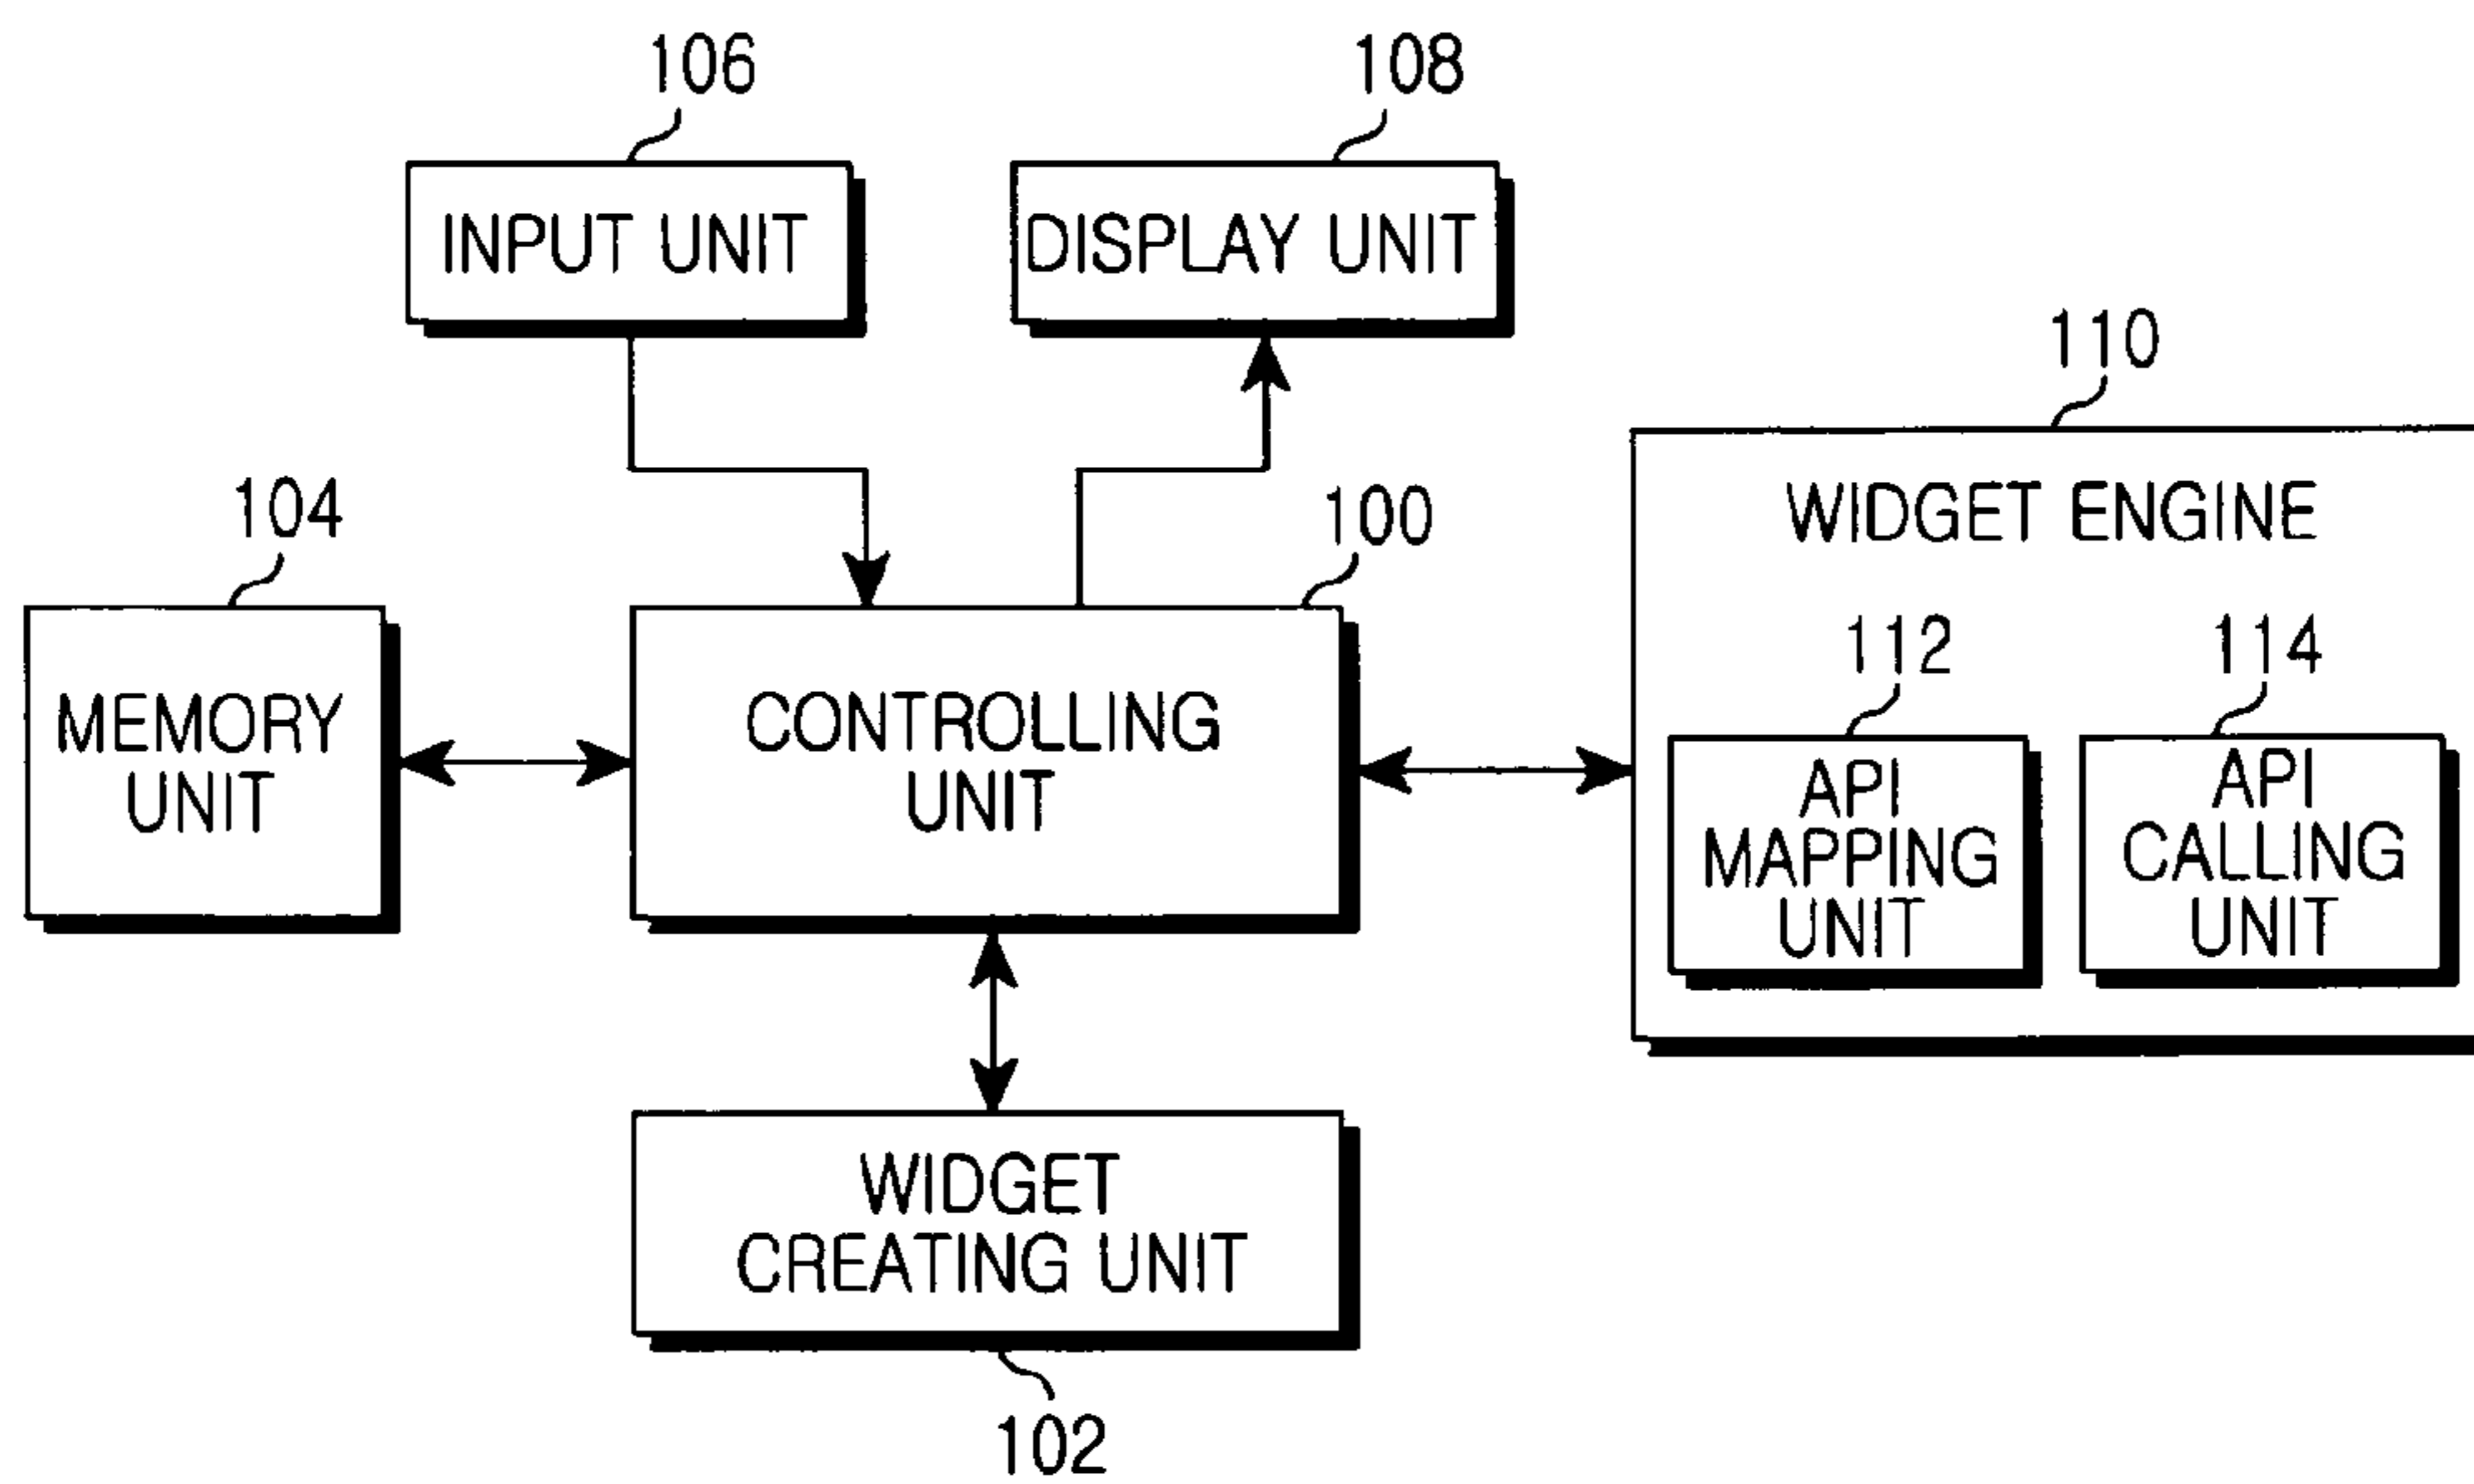 106
108
INPUT UNIT
DISPLAY UNIT
110
WIDGET ENGINE
104
100
112
114
MEMORY
UNIT
CONTROLLING
UNIT
API
MAPPING
UNIT
API
CALLING
UNIT
WIDGET
CREATING UNIT
102